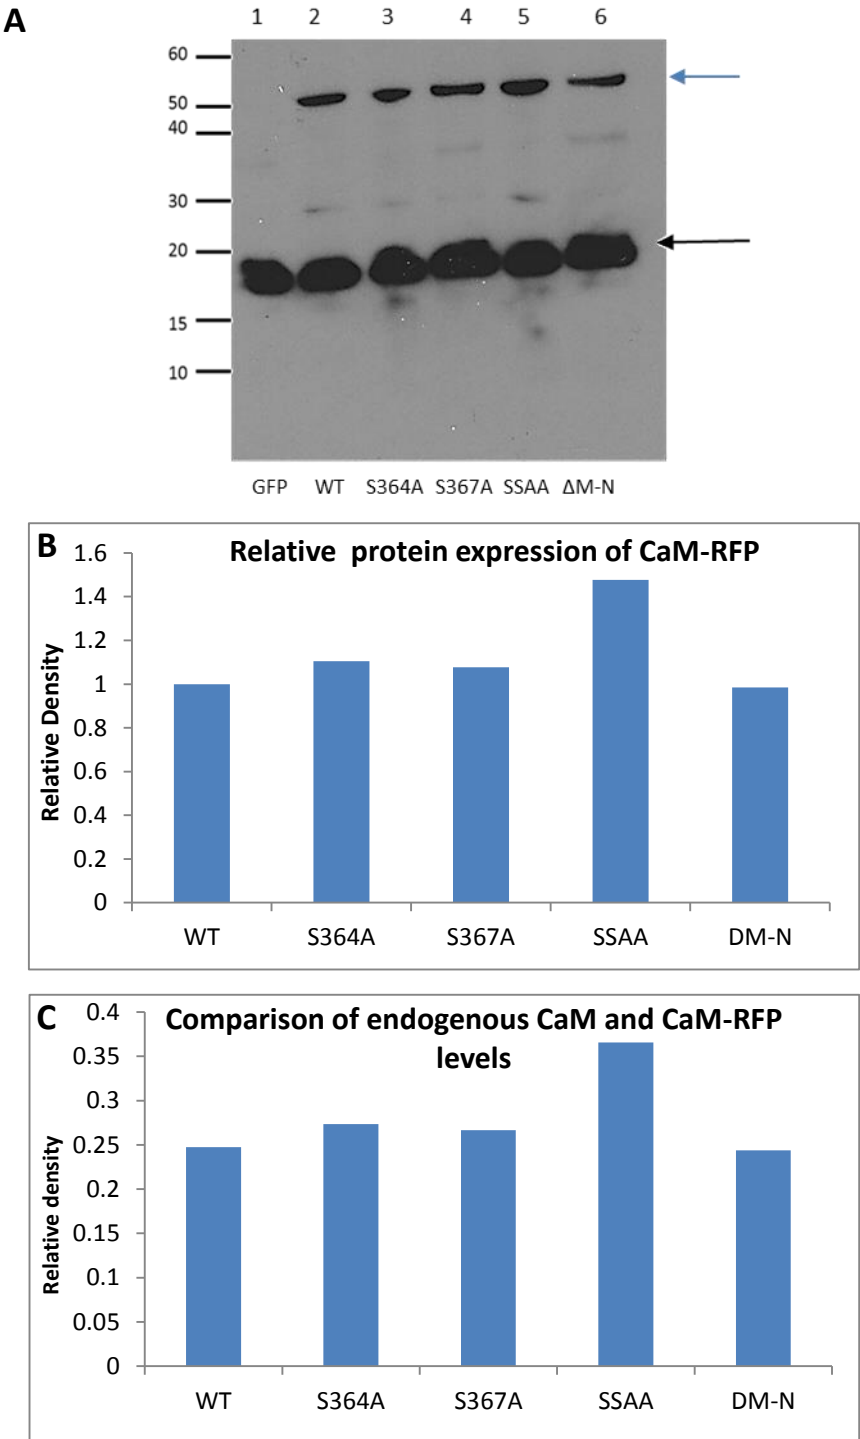 A
1 2 3 4 5 6
60
50
40
30
20
15
10
GFP WT S364A S367A SSAA ΔM-N
B
Relative protein expression of CaM-RFP
Relative Density
1.6
1.4
1.2
1
0.8
0.6
0.4
0.2
0
WT S364A S367A SSAA DM-N
C
Comparison of endogenous CaM and CaM-RFP
levels
Relative density
0.4
0.35
0.3
0.25
0.2
0.15
0.1
0.05
0
WT S364A S367A SSAA DM-N